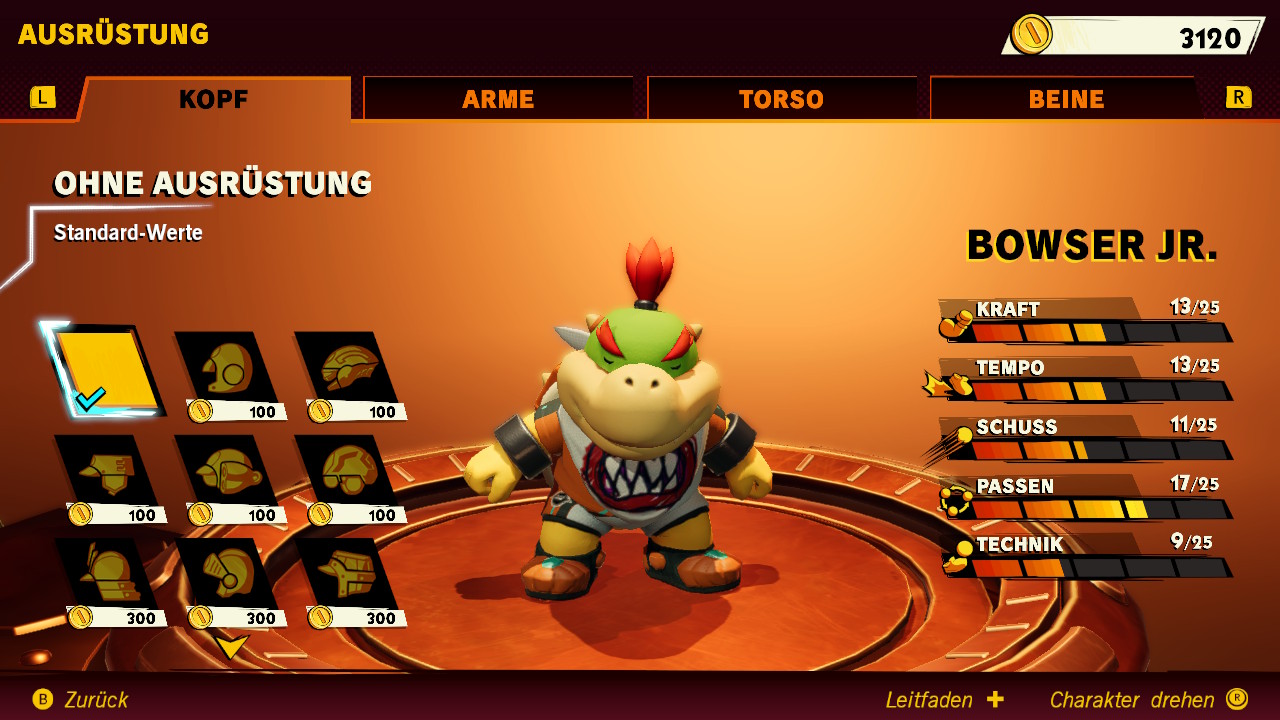 AUSRÜSTUNG
3120
L
KOPF
ARME
TORSO
BEINE
R
OHNE AUSRÜSTUNG
Standard-Werte
BOWSER JR.
KRAFT 13/25
TEMPO 13/25
SCHUSS 11/25
PASSEN 17/25
TECHNIK 9/25
100 100
100 100 100
300 300 300
B Zurück
Leitfaden
Charakter drehen R